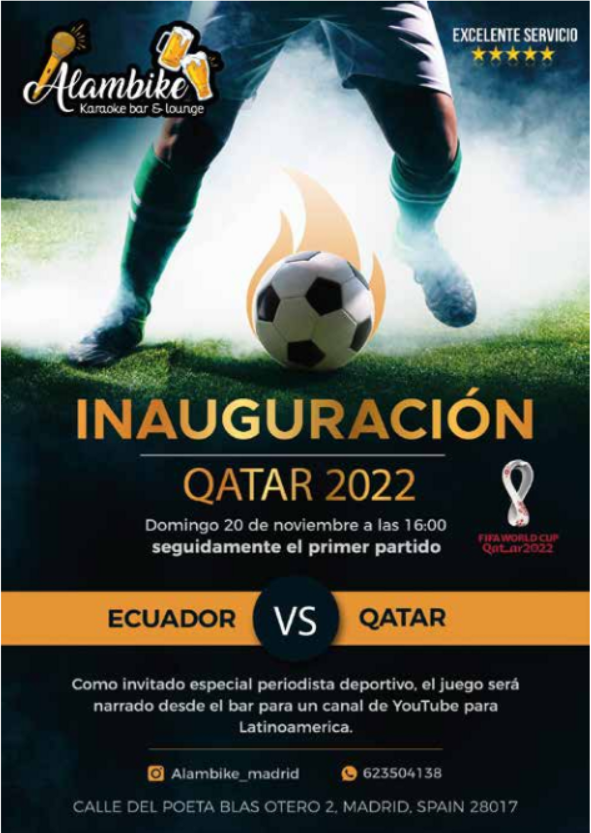 Alambike
Karaoke bar & lounge
EXCELENTE SERVICIO
INAUGURACIÓN
QATAR 2022
Domingo 20 de noviembre a las 16:00
seguidamente el primer partido
FIFA WORLD CUP
Qatar2022
ECUADOR VS QATAR
Como invitado especial periodista deportivo, el juego será
narrado desde el bar para un canal de YouTube para
Latinoamerica.
Alambike_madrid 623504138
CALLE DEL POETA BLAS OTERO 2, MADRID, SPAIN 28017